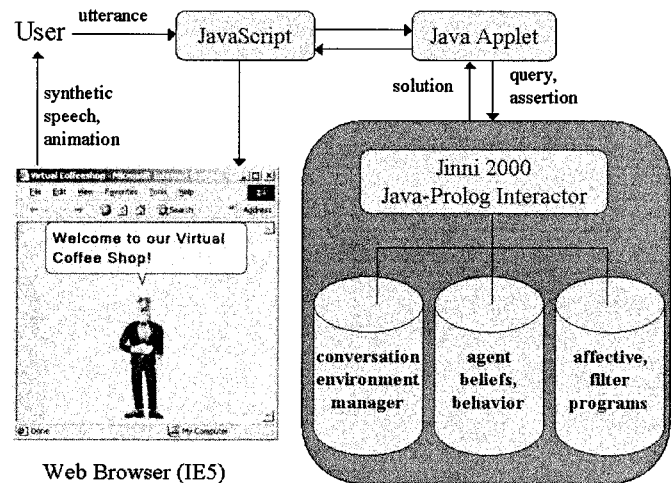 User
utterance
JavaScript
Java Applet
synthetic
speech,
animation
solution
query,
assertion
Virtual Coffeeshop
File Edit View Favorites Tools Help
Search
Address
Welcome to our Virtual
Coffee Shop!
Done
My Computer
Web Browser (IE5)
Jinni 2000
Java-Prolog Interactor
conversation
environment
manager
agent
beliefs,
behavior
affective,
filter
programs